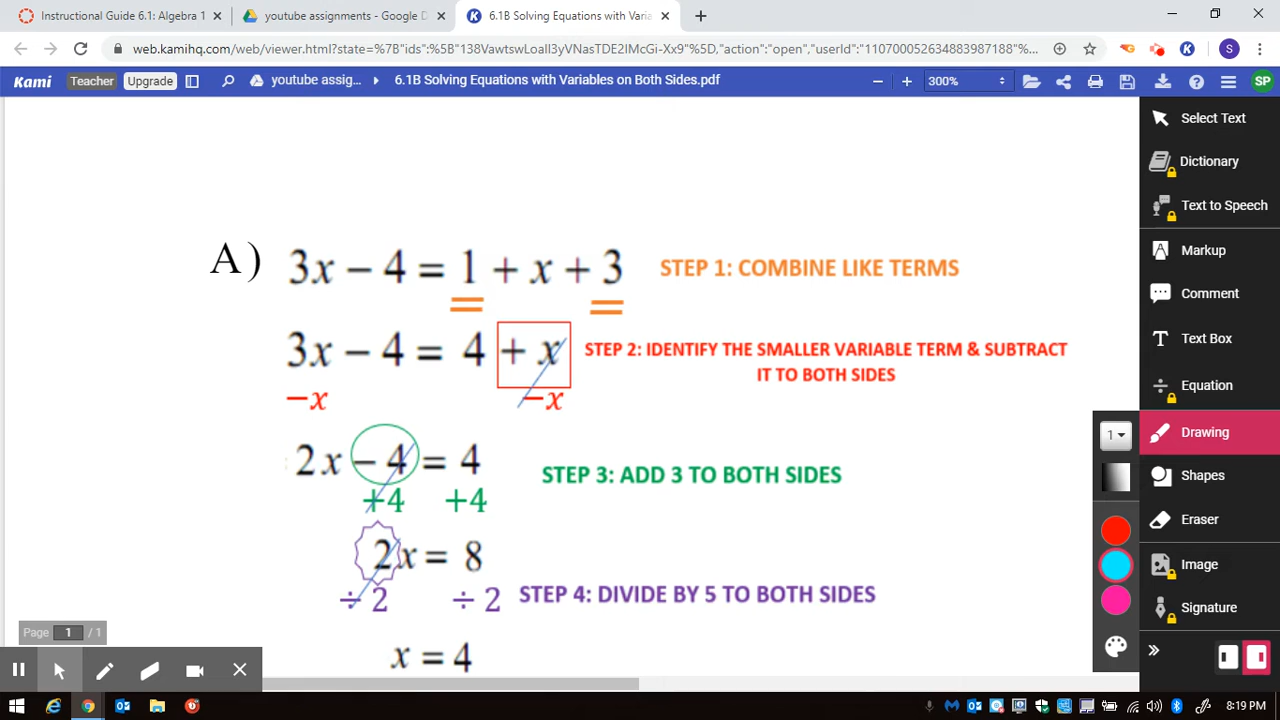 Instructional Guide 6.1: Algebra 1
youtube assignments - Google D
6.1B Solving Equations with Varia
web.kamihq.com/web/viewer.html?state=%7B"ids":%5B"138VawtswLoaII3yVNasTDE2IMcGi-Xx9"%5D,"action":"open","userId":"110700052634883987188"%...
S
Kami
Teacher
Upgrade
youtube assig...
6.1B Solving Equations with Variables on Both Sides.pdf
300%
SP
Select Text
Dictionary
Text to Speech
Markup
Comment
Text Box
Equation
Drawing
Shapes
Eraser
Image
Signature
1
A) 3x − 4 = 1 + x + 3 STEP 1: COMBINE LIKE TERMS
3x − 4 = 4 + x STEP 2: IDENTIFY THE SMALLER VARIABLE TERM & SUBTRACT
IT TO BOTH SIDES
−x −x
2x − 4 = 4 STEP 3: ADD 3 TO BOTH SIDES
+4 +4
2x = 8
÷ 2 ÷ 2 STEP 4: DIVIDE BY 5 TO BOTH SIDES
x = 4
Page 1 / 1
8:19 PM